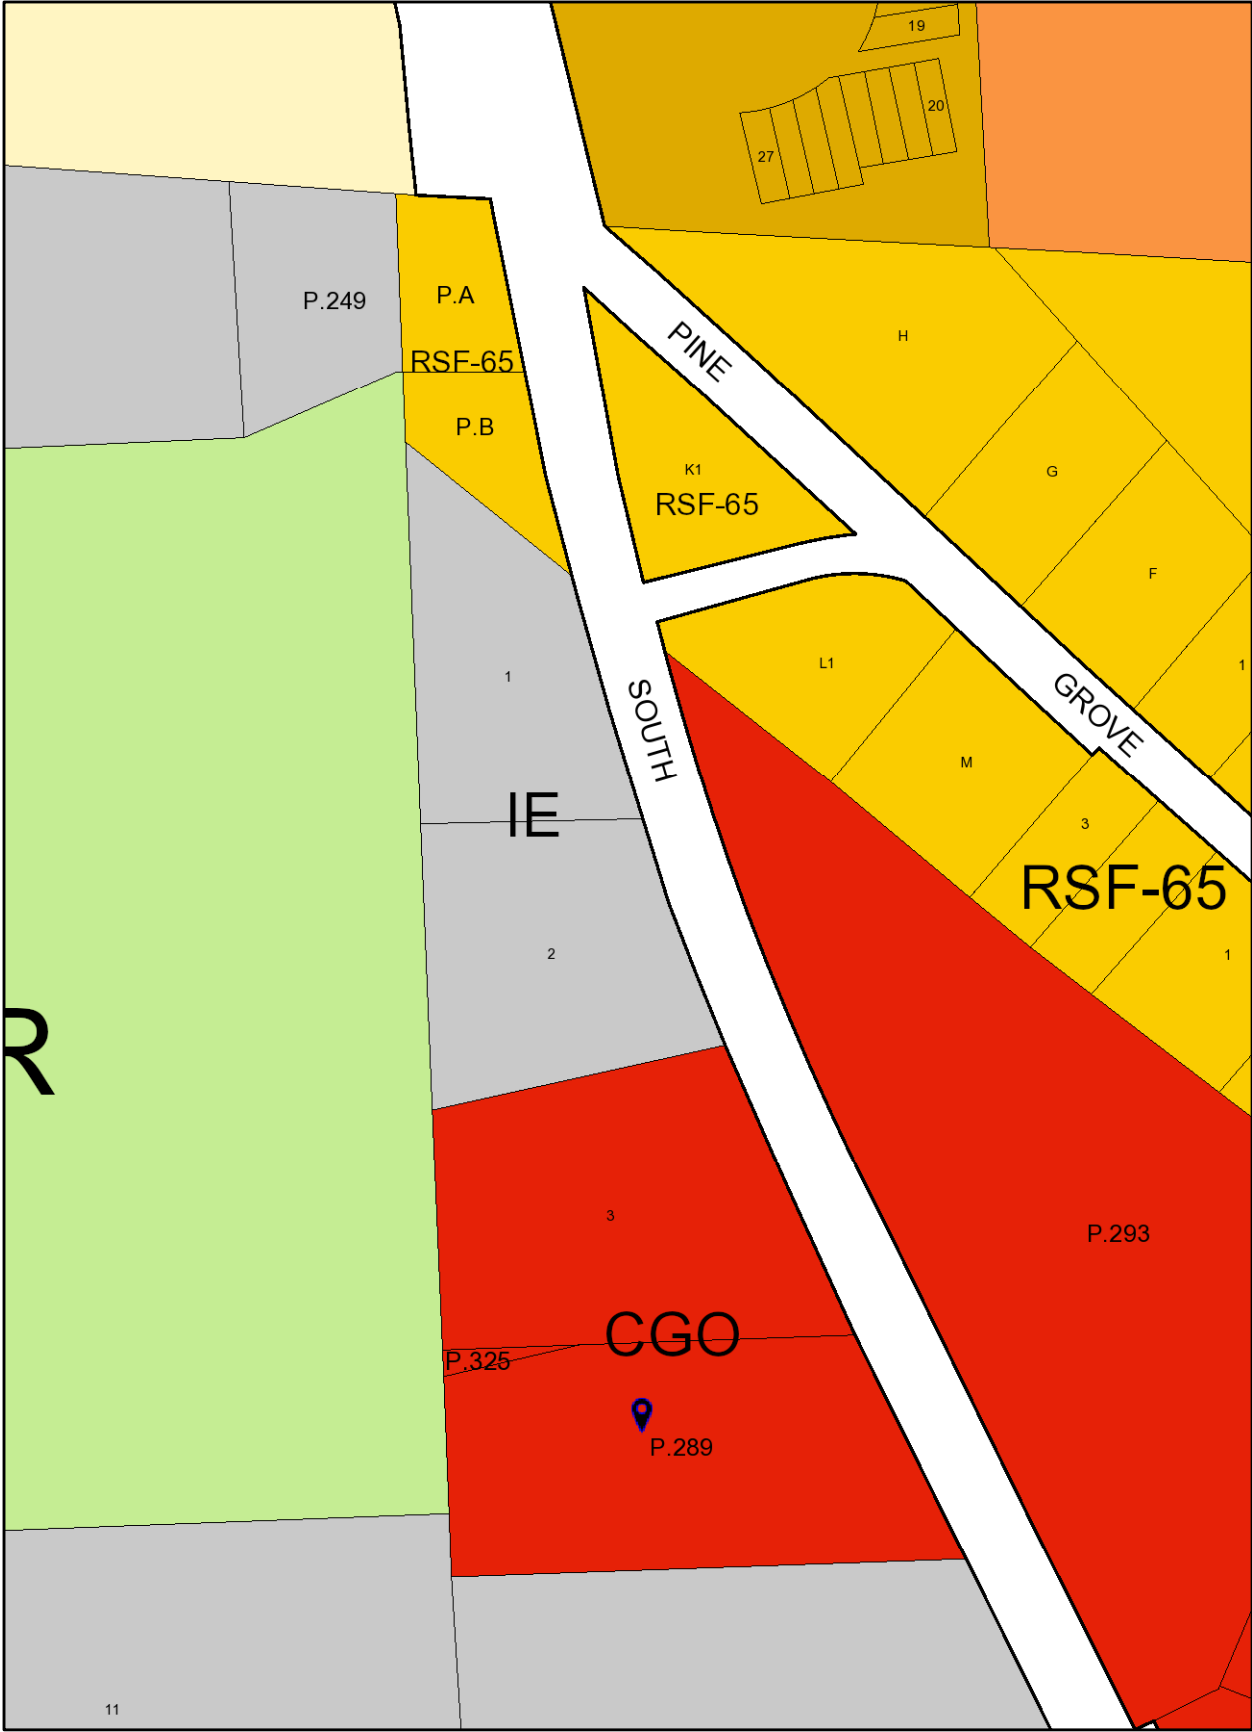 19
20
27
P.249
P.A
RSF-65
P.B
PINE
H
K1
RSF-65
G
F
1
L1
1
SOUTH
GROVE
M
IE
3
RSF-65
2
1
R
3
P.293
CGO
P.325
P.289
11